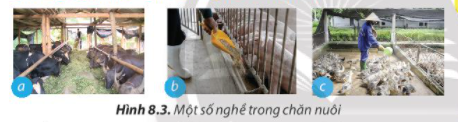 a
b
c
Hình 8.3. Một số nghề trong chăn nuôi